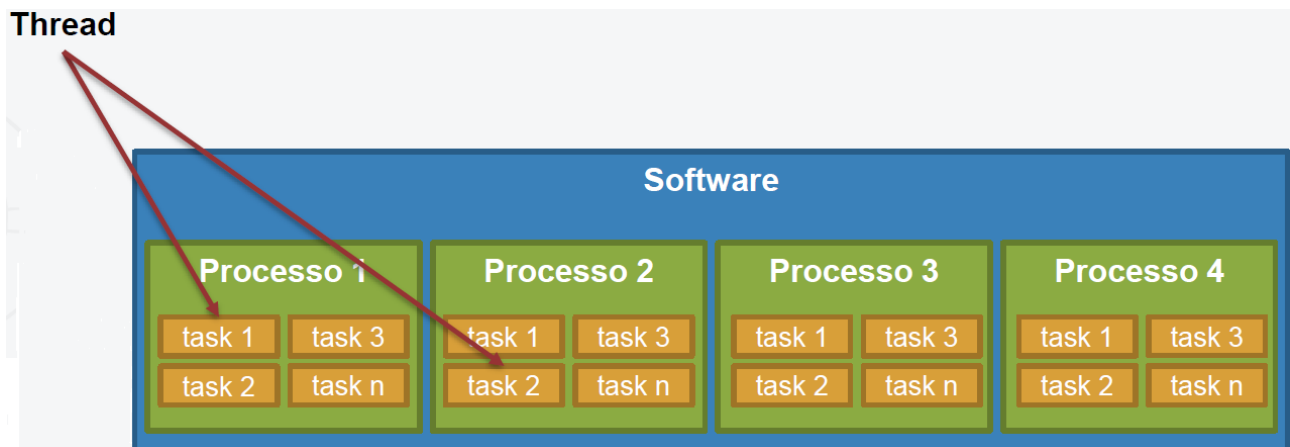 Thread
Software
Processo 1
Processo 2
Processo 3
Processo 4
task 1
task 3
task 1
task 3
task 1
task 3
task 1
task 3
task 2
task n
task 2
task n
task 2
task n
task 2
task n